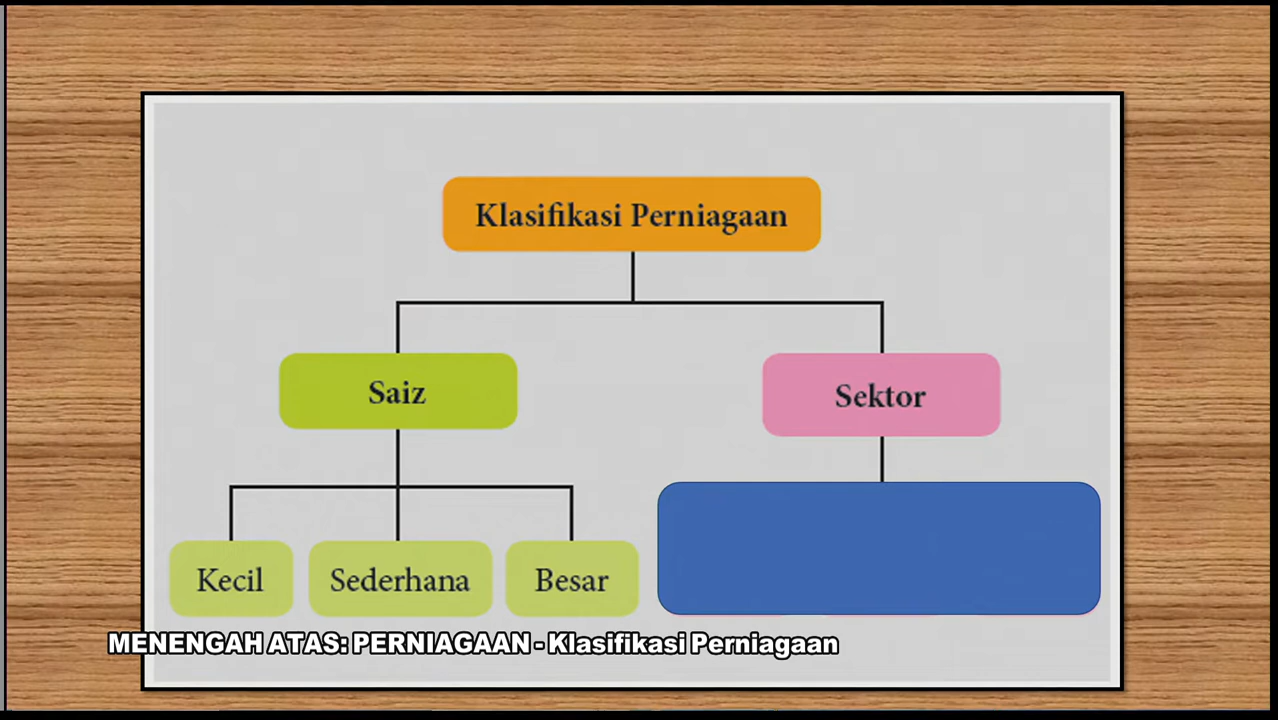 Klasifikasi Perniagaan
Saiz
Sektor
Kecil
Sederhana
Besar
MENENGAH ATAS: PERNIAGAAN - Klasifikasi Perniagaan